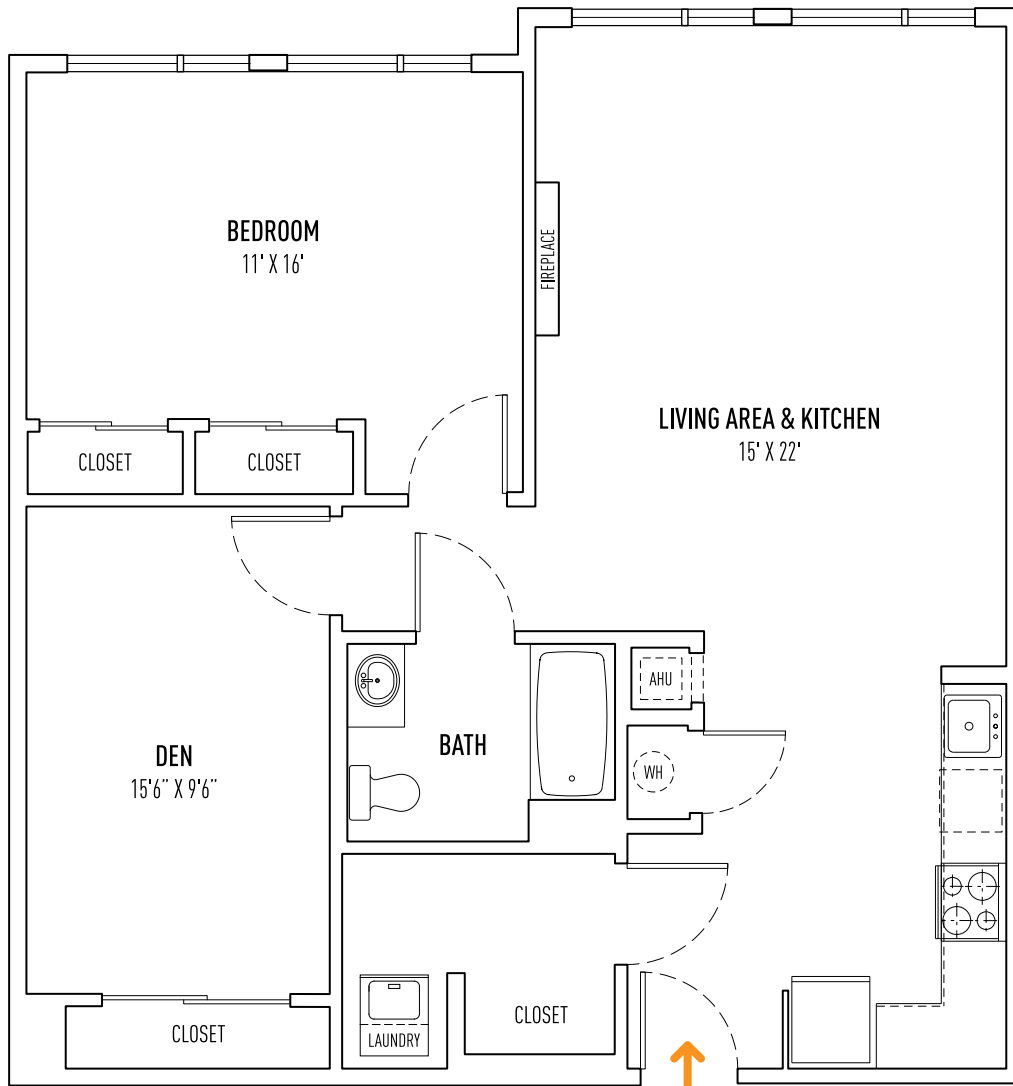 BEDROOM
11' X 16'
FIREPLACE
LIVING AREA & KITCHEN
15' X 22'
CLOSET
CLOSET
AHU
BATH
WH
DEN
15'6” X 9'6”
CLOSET
LAUNDRY
CLOSET